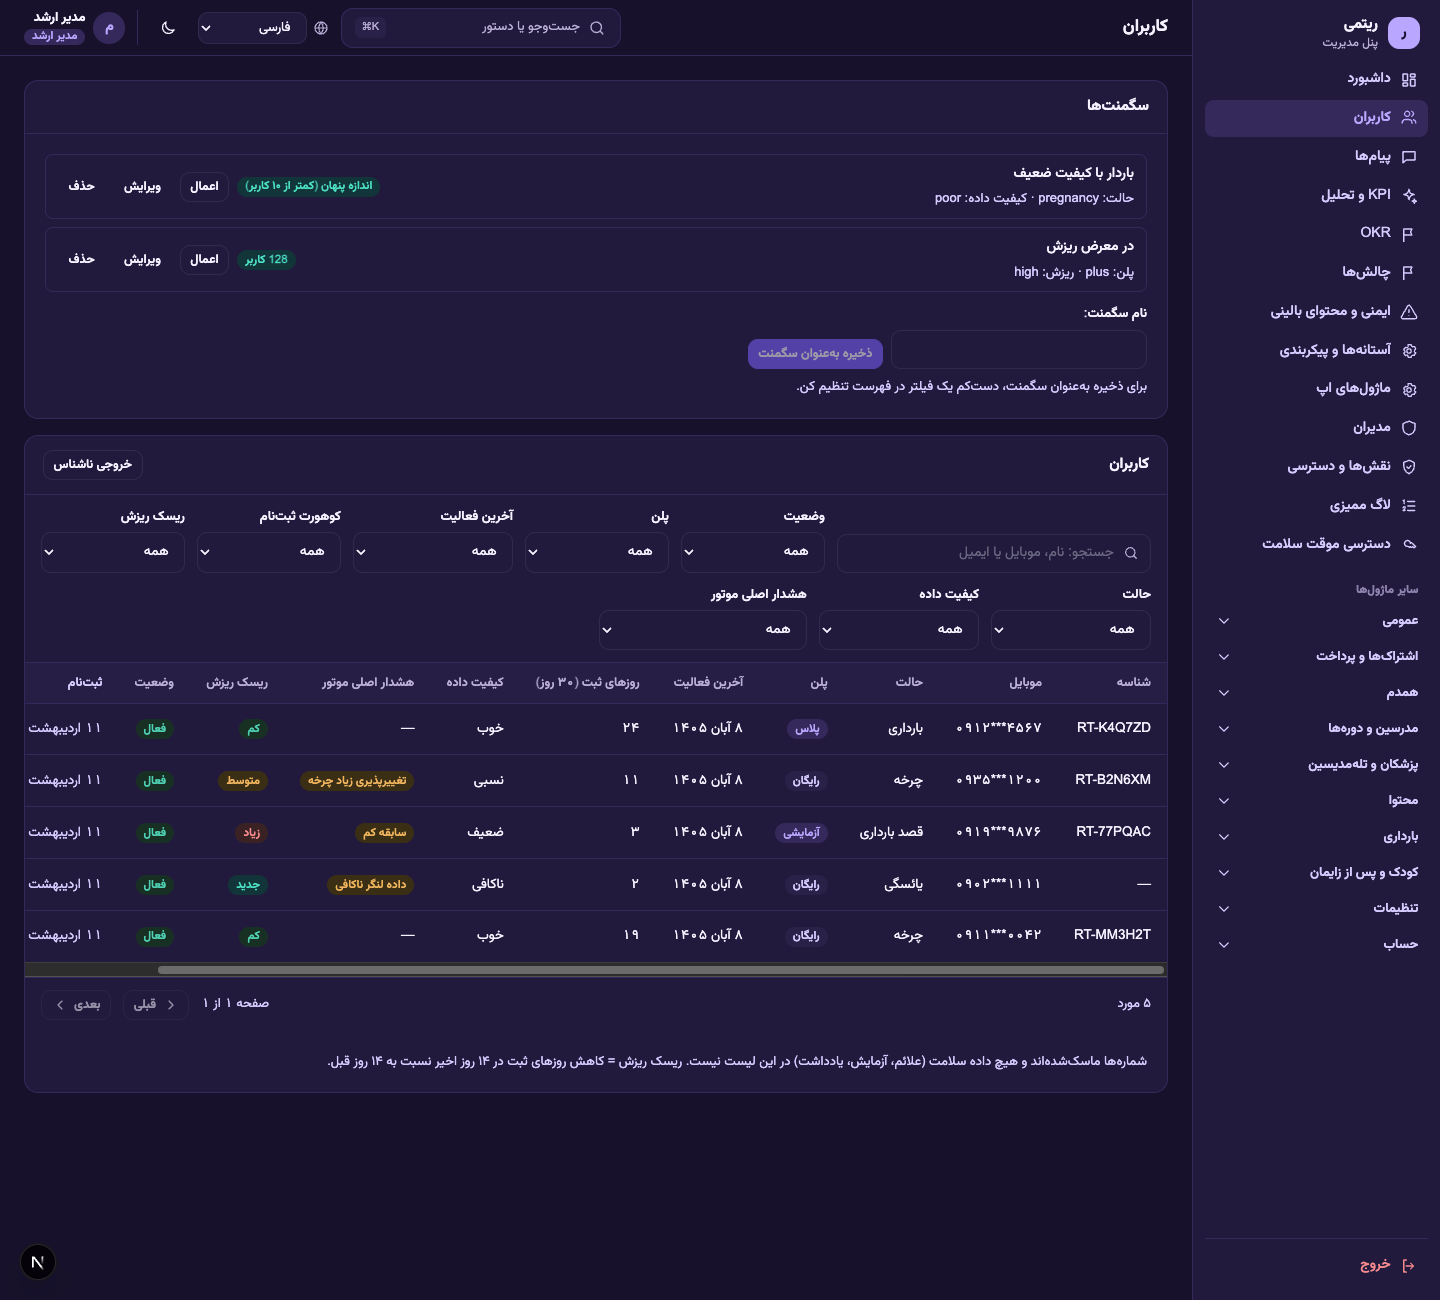 ر
ریتمی
پنل مدیریت
داشبورد
کاربران
پیام‌ها
KPI و تحلیل
OKR
چالش‌ها
ایمنی و محتوای بالینی
آستانه‌ها و پیکربندی
ماژول‌های اپ
مدیران
نقش‌ها و دسترسی
لاگ ممیزی
دسترسی موقت سلامت
سایر ماژول‌ها
عمومی
اشتراک‌ها و پرداخت
همدم
مدرسین و دوره‌ها
پزشکان و تله‌مدیسین
محتوا
بارداری
کودک و پس از زایمان
تنظیمات
حساب
خروج
کاربران
جست‌وجو یا دستور
⌘K
فارسی
م
مدیر ارشد
مدیر ارشد
سگمنت‌ها
باردار با کیفیت ضعیف
حالت: pregnancy · کیفیت داده: poor
اندازه پنهان (کمتر از ۱۰ کاربر)
اعمال ویرایش حذف
در معرض ریزش
پلن: plus · ریزش: high
128 کاربر
اعمال ویرایش حذف
نام سگمنت:
ذخیره به‌عنوان سگمنت
برای ذخیره به‌عنوان سگمنت، دست‌کم یک فیلتر در فهرست تنظیم کن.
کاربران
خروجی ناشناس
جستجو: نام، موبایل یا ایمیل
وضعیت پلن آخرین فعالیت کوهورت ثبت‌نام ریسک ریزش
همه همه همه همه همه
حالت کیفیت داده هشدار اصلی موتور
همه همه همه
شناسه موبایل حالت پلن آخرین فعالیت روزهای ثبت (۳۰ روز) کیفیت داده هشدار اصلی موتور ریسک ریزش وضعیت ثبت‌نام
RT-K4Q7ZD ۰۹۱۲***۴۵۶۷ بارداری پلاس ۸ آبان ۱۴۰۵ ۲۴ خوب — کم فعال ۱۱ اردیبهشت
RT-B2N6XM ۰۹۳۵***۱۲۰۰ چرخه رایگان ۸ آبان ۱۴۰۵ ۱۱ نسبی تغییرپذیری زیاد چرخه متوسط فعال ۱۱ اردیبهشت
RT-77PQAC ۰۹۱۹***۹۸۷۶ قصد بارداری آزمایشی ۸ آبان ۱۴۰۵ ۳ ضعیف سابقه کم زیاد فعال ۱۱ اردیبهشت
— ۰۹۰۲***۱۱۱۱ یائسگی رایگان ۸ آبان ۱۴۰۵ ۲ ناکافی داده لنگر ناکافی جدید فعال ۱۱ اردیبهشت
RT-MM3H2T ۰۹۱۱***۰۰۴۲ چرخه رایگان ۸ آبان ۱۴۰۵ ۱۹ خوب — کم فعال ۱۱ اردیبهشت
۵ مورد
صفحه ۱ از ۱
قبلی
بعدی
شماره‌ها ماسک‌شده‌اند و هیچ داده سلامت (علائم، آزمایش، یادداشت) در این لیست نیست. ریسک ریزش = کاهش روزهای ثبت در ۱۴ روز اخیر نسبت به ۱۴ روز قبل.
N